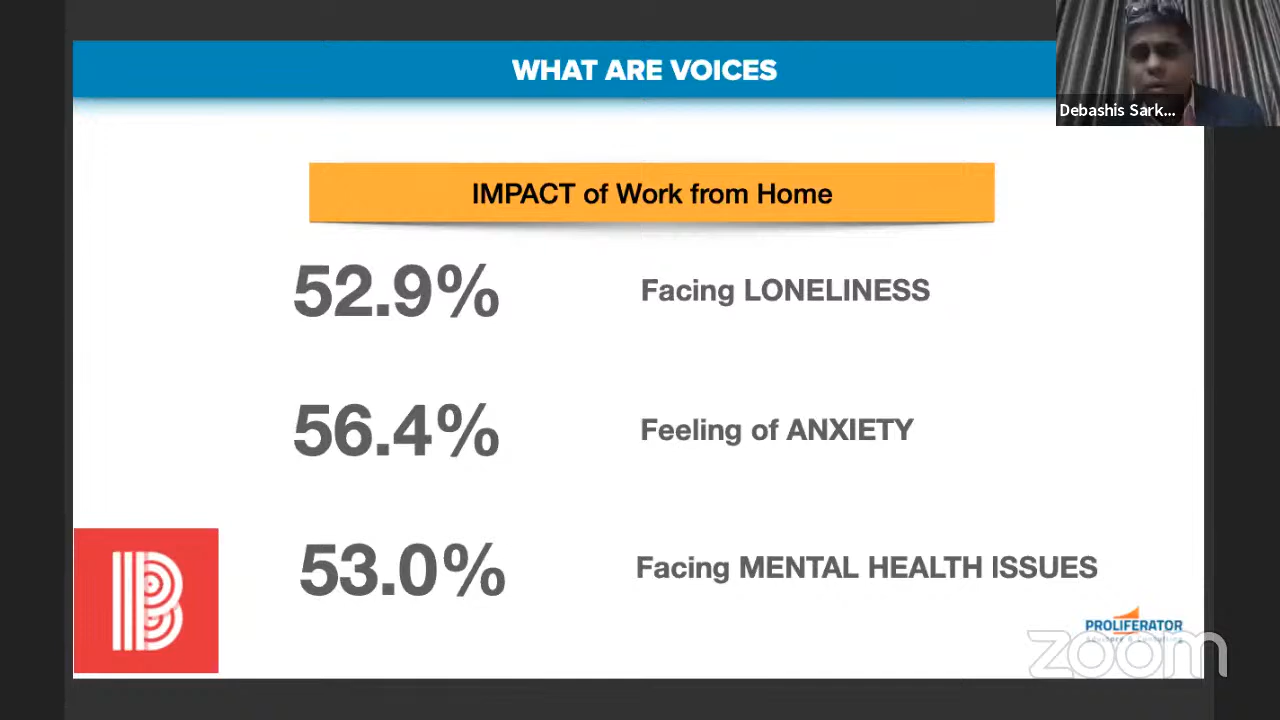 WHAT ARE VOICES
Debashis Sark...
IMPACT of Work from Home
52.9% Facing LONELINESS
56.4% Feeling of ANXIETY
53.0% Facing MENTAL HEALTH ISSUES
PROLIFERATOR
zoom